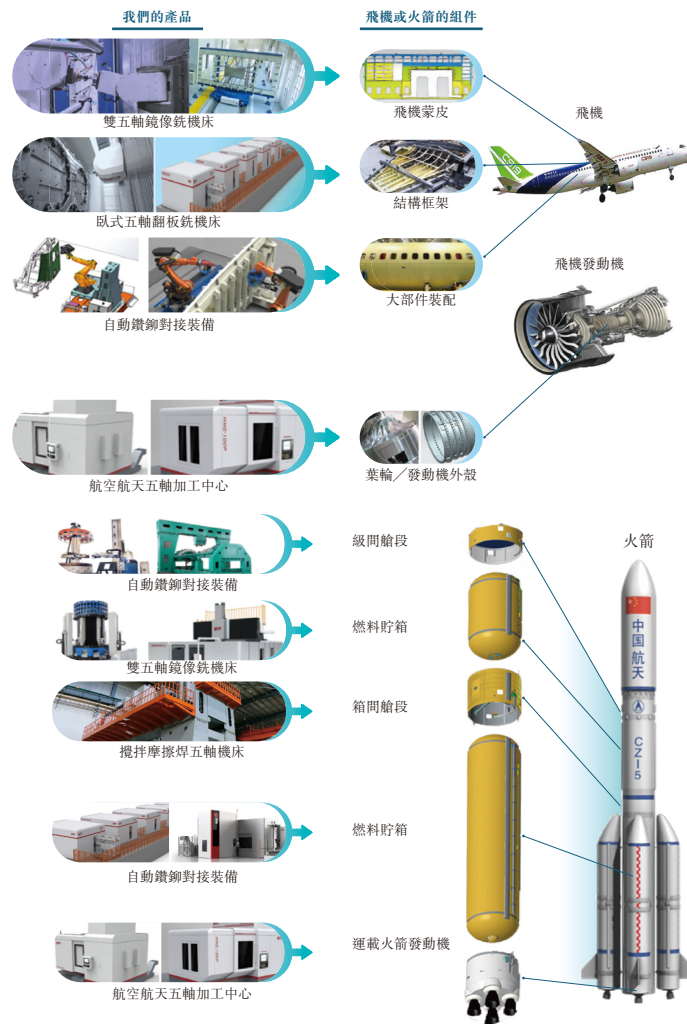 我們的產品
飛機或火箭的組件
雙五軸鏡像銑機床
飛機蒙皮
飛機
C919
臥式五軸翻板銑機床
結構框架
自動鑽鉚對接裝備
大部件裝配
飛機發動機
航空航天五軸加工中心
葉輪／發動機外殼
自動鑽鉚對接裝備
級間艙段
火箭
雙五軸鏡像銑機床
燃料貯箱
中国航天
攪拌摩擦焊五軸機床
箱間艙段
CZ15
自動鑽鉚對接裝備
燃料貯箱
航空航天五軸加工中心
運載火箭發動機